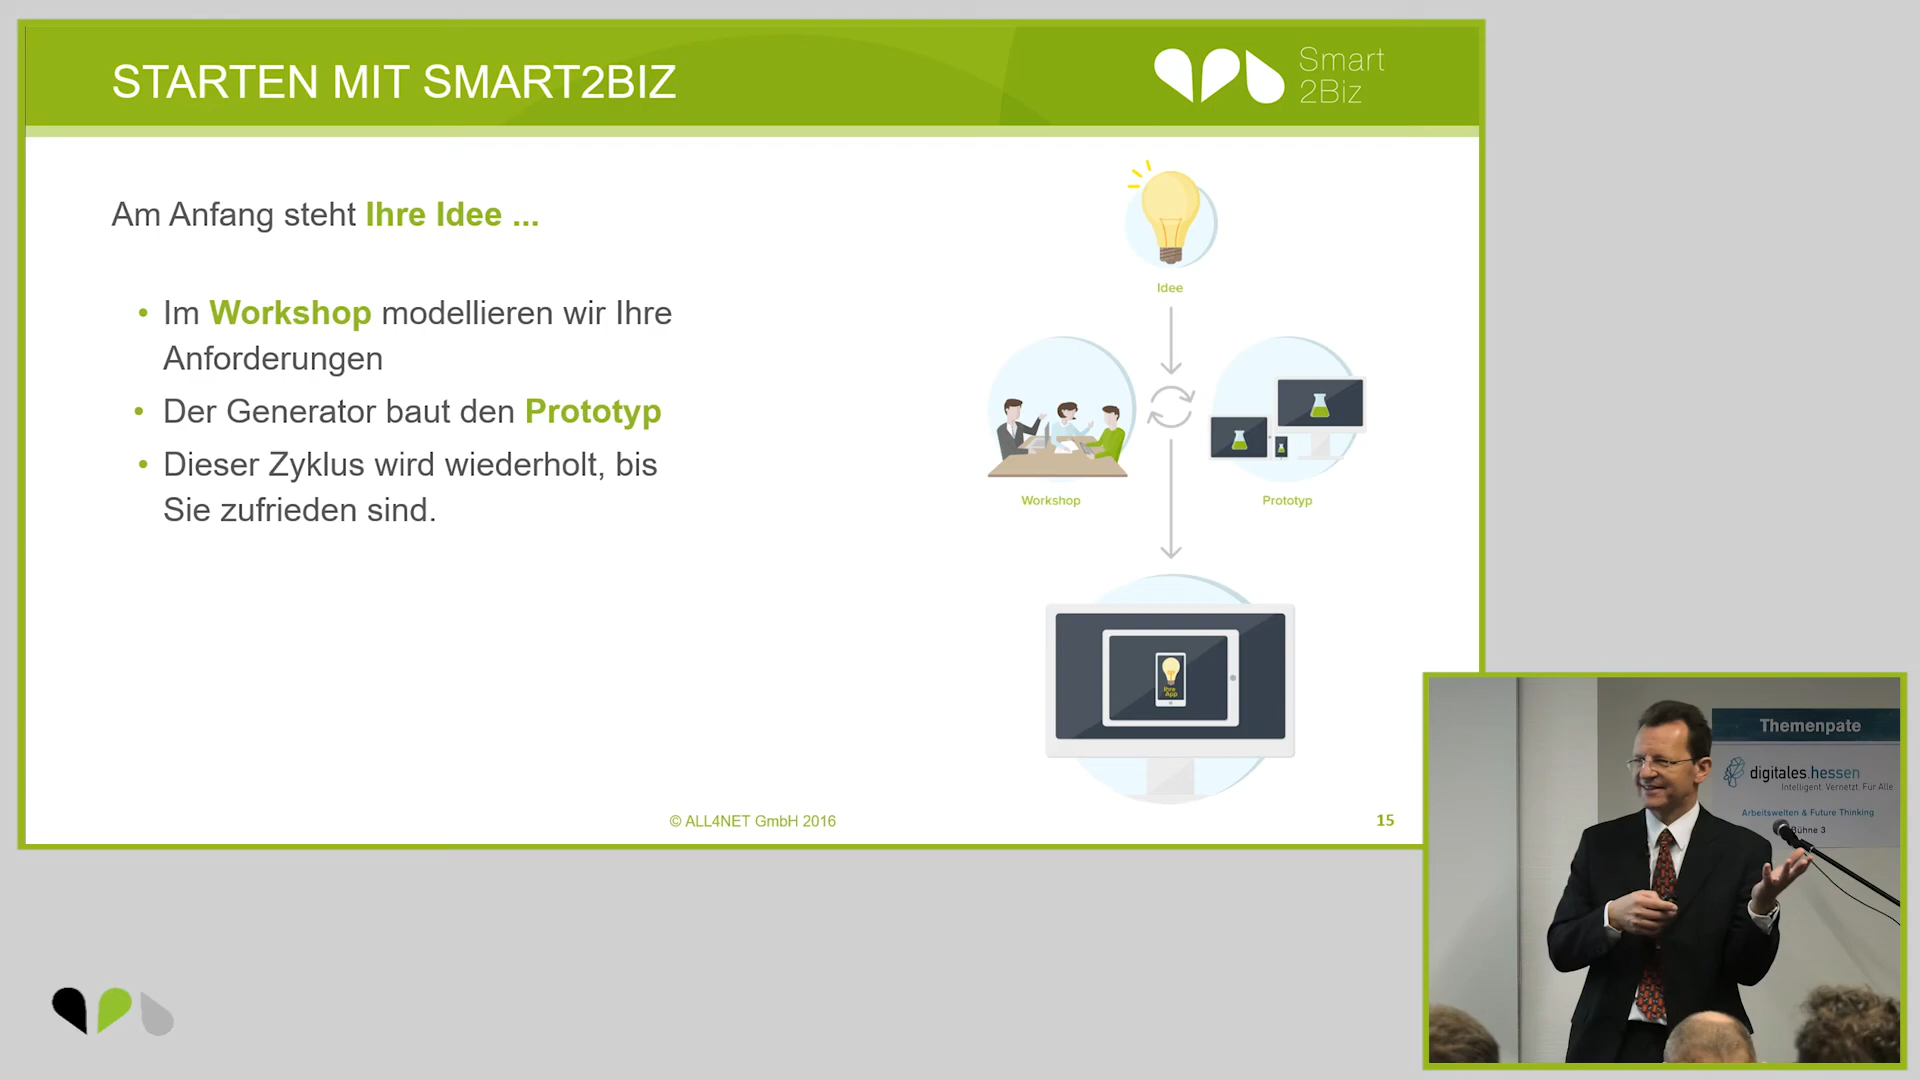 STARTEN MIT SMART2BIZ
Smart
2Biz
Am Anfang steht Ihre Idee ...
• Im Workshop modellieren wir Ihre
Anforderungen
• Der Generator baut den Prototyp
• Dieser Zyklus wird wiederholt, bis
Sie zufrieden sind.
Idee
Workshop
Prototyp
Ihre
App
© ALL4NET GmbH 2016
15
Themenpate
digitales.hessen
Intelligent. Vernetzt. Für Alle
Arbeitswelten & Future Thinking
Bühne 3